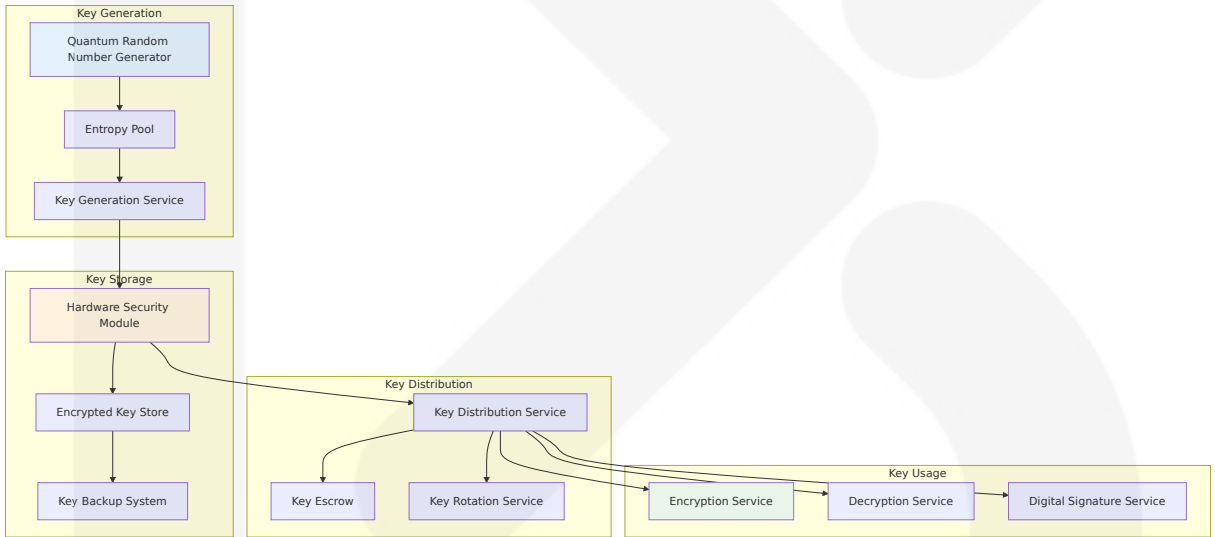 Key Generation
Quantum Random
Number Generator
Entropy Pool
Key Generation Service
Key Storage
Hardware Security
Module
Encrypted Key Store
Key Backup System
Key Distribution
Key Distribution Service
Key Escrow
Key Rotation Service
Key Usage
Encryption Service
Decryption Service
Digital Signature Service